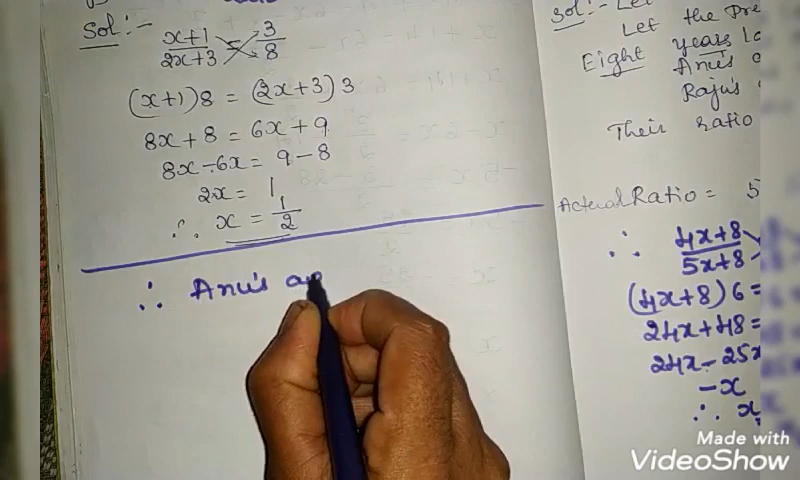 Sol:-
x+1 3
2x+3 8
(x+1)8 = (2x+3)3
8x+8 = 6x+9
8x-6x = 9-8
2x = 1
∴ x = 1/2
∴ Anu's
Sol:-
Let the Pre
Eight years la
Anu's
Raju's
Their ratio
Actual Ratio = 5
∴ 4x+8
5x+8
(4x+8)6 =
24x+48 =
24x-25x
-x
∴ x
Made with
VideoShow